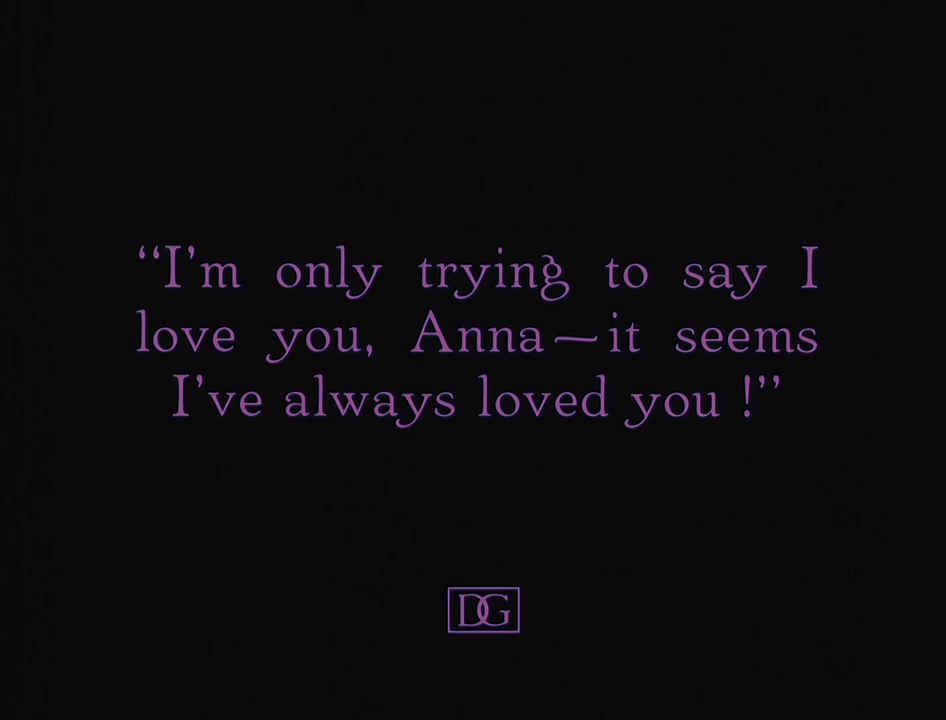 “I’m only trying to say I
love you, Anna—it seems
I’ve always loved you !”
DG